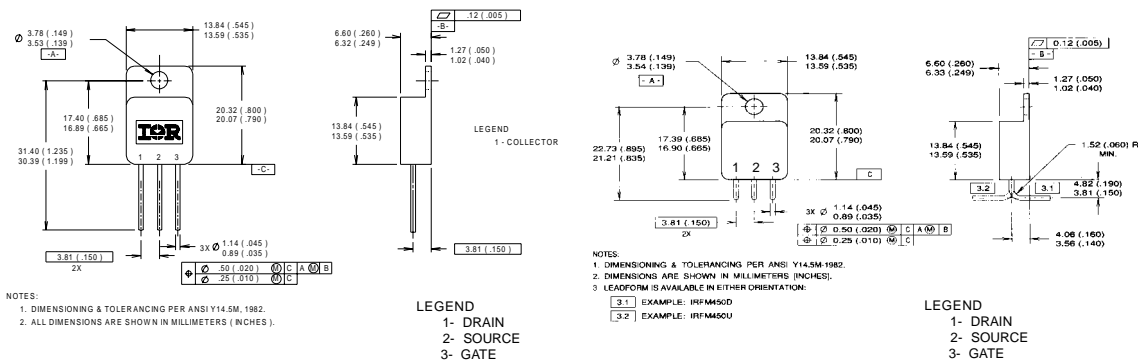 Ø 3.78 (.149)
3.53 (.139)
-A-
13.84 (.545)
13.59 (.535)
17.40 (.685)
16.89 (.665)
31.40 (1.235)
30.39 (1.199)
20.32 (.800)
20.07 (.790)
IOR
1 2 3
-C-
3.81 (.150)
2X
3X Ø 1.14 (.045)
0.89 (.035)
⌖ Ø .50 (.020) Ⓜ C A Ⓜ B
Ø .25 (.010) Ⓜ C
NOTES:
1. DIMENSIONING & TOLERANCING PER ANSI Y14.5M, 1982.
2. ALL DIMENSIONS ARE SHOWN IN MILLIMETERS ( INCHES ).
⏥ .12 (.005)
-B-
6.60 (.260)
6.32 (.249)
1.27 (.050)
1.02 (.040)
13.84 (.545)
13.59 (.535)
LEGEND
1 - COLLECTOR
3.81 (.150)
LEGEND
1- DRAIN
2- SOURCE
3- GATE
Ø 3.78 (.149)
3.54 (.139)
- A -
13.84 (.545)
13.59 (.535)
17.39 (.685)
16.90 (.665)
22.73 (.895)
21.21 (.835)
20.32 (.800)
20.07 (.790)
1 2 3
C
3.81 (.150)
2X
3X Ø 1.14 (.045)
0.89 (.035)
⌖ Ø 0.50 (.020) Ⓜ C A Ⓜ B
⌖ Ø 0.25 (.010) Ⓜ C
NOTES:
1. DIMENSIONING & TOLERANCING PER ANSI Y14.5M-1982.
2. DIMENSIONS ARE SHOWN IN MILLIMETERS [INCHES].
3 LEADFORM IS AVAILABLE IN EITHER ORIENTATION:
3.1 EXAMPLE: IRFM450D
3.2 EXAMPLE: IRFM450U
⏥ 0.12 (.005)
- B -
6.60 (.260)
6.33 (.249)
1.27 (.050)
1.02 (.040)
13.84 (.545)
13.59 (.535)
1.52 (.060) R
MIN.
3.2
3.1
4.82 (.190)
3.81 (.150)
4.06 (.160)
3.56 (.140)
LEGEND
1- DRAIN
2- SOURCE
3- GATE